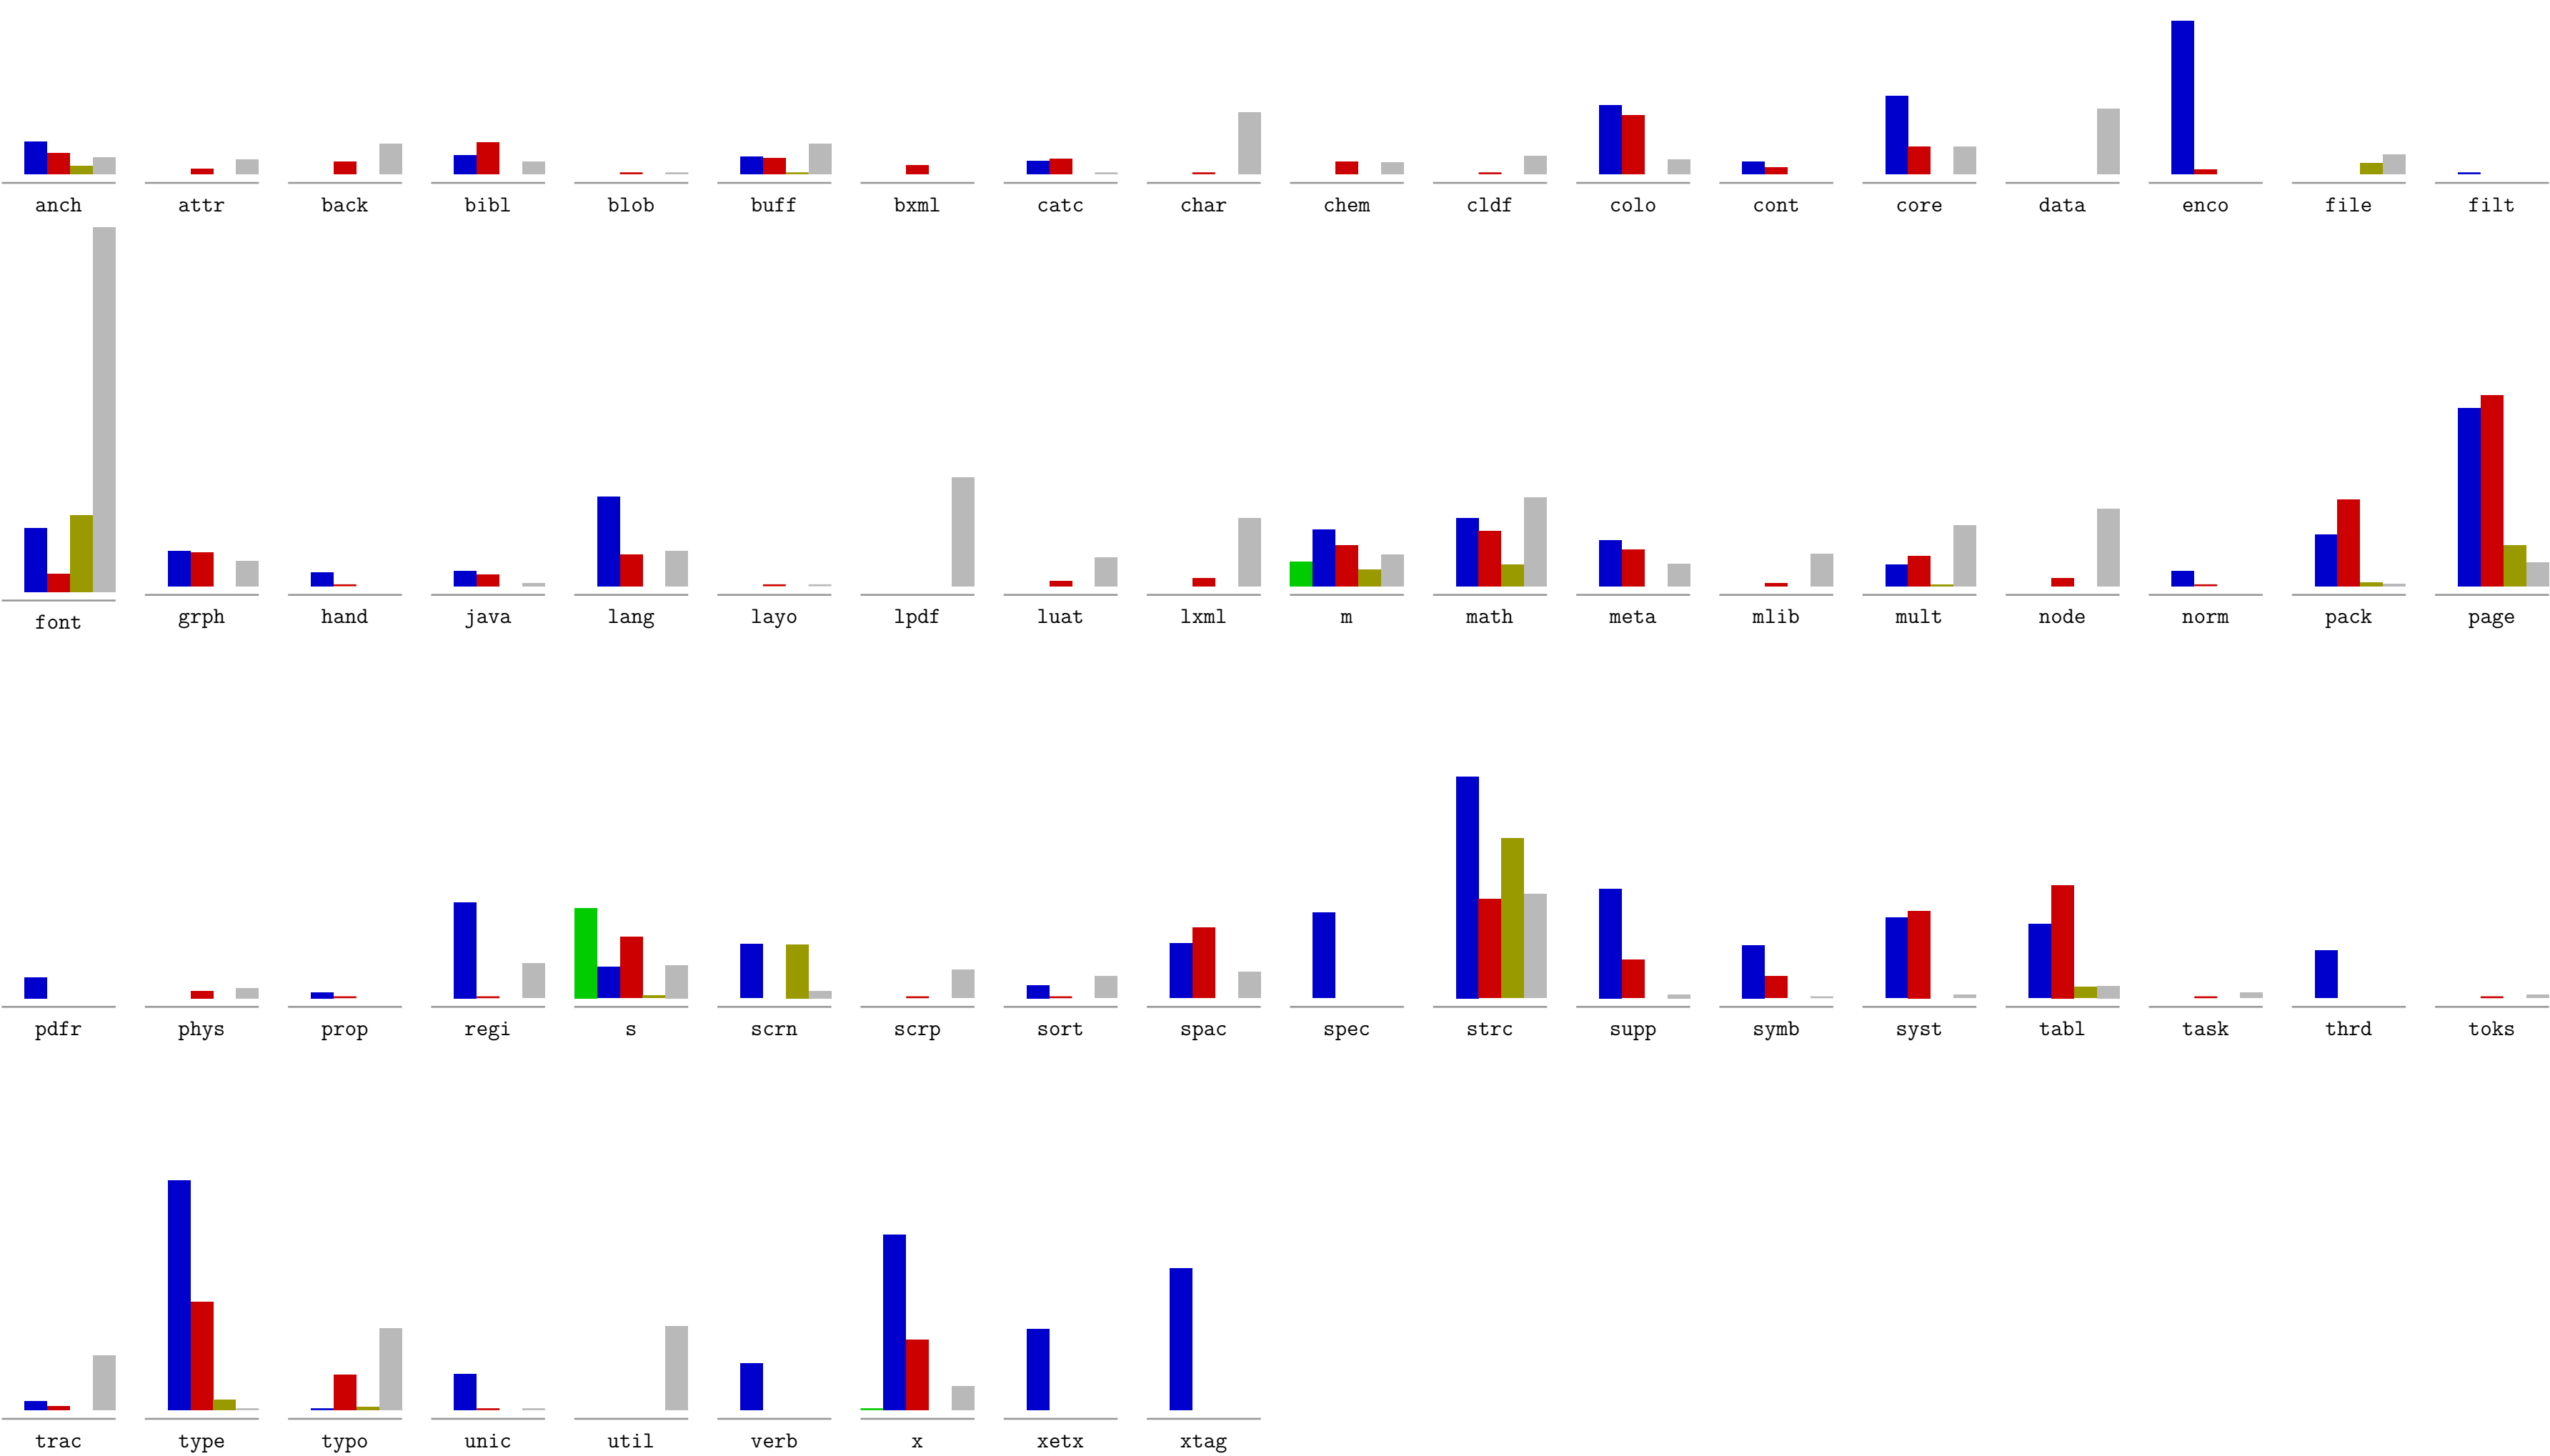 anch attr back bibl blob buff bxml catc char chem cldf colo cont core data enco file filt
font grph hand java lang layo lpdf luat lxml m math meta mlib mult node norm pack page
pdfr phys prop regi s scrn scrp sort spac spec strc supp symb syst tabl task thrd toks
trac type typo unic util verb x xetx xtag